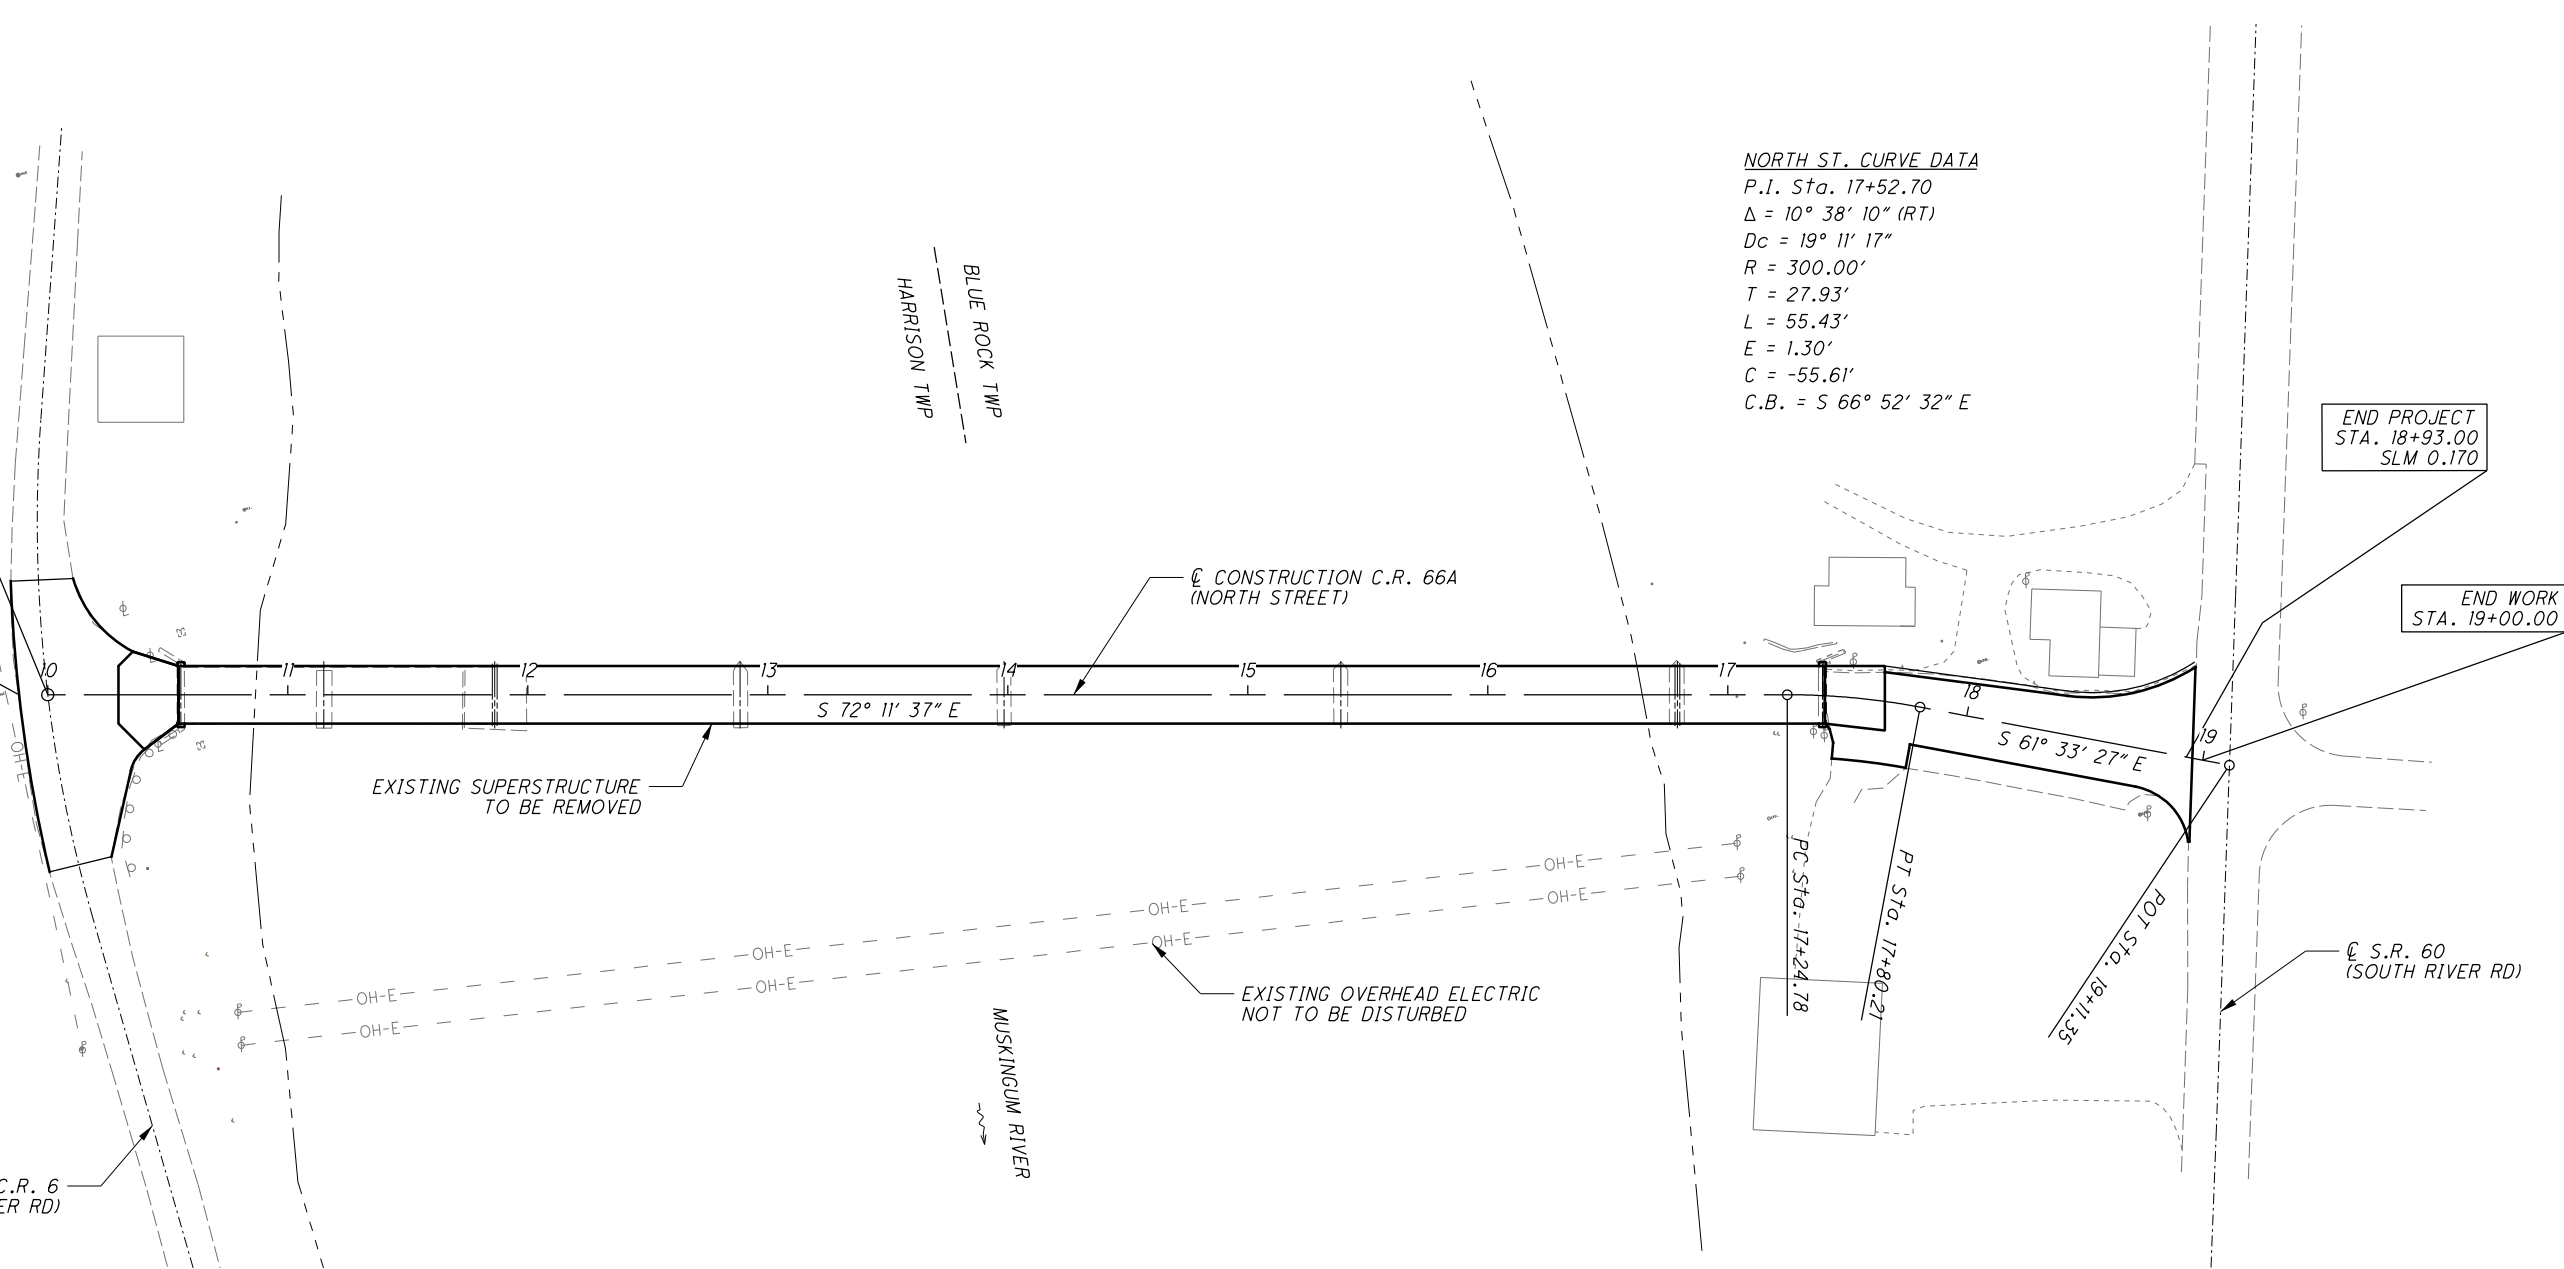 NORTH ST. CURVE DATA
P.I. Sta. 17+52.70
Δ = 10° 38' 10" (RT)
Dc = 19° 11' 17"
R = 300.00'
T = 27.93'
L = 55.43'
E = 1.30'
C = -55.61'
C.B. = S 66° 52' 32" E
BLUE ROCK TWP
HARRISON TWP
END PROJECT
STA. 18+93.00
SLM 0.170
END WORK
STA. 19+00.00
℄ CONSTRUCTION C.R. 66A
(NORTH STREET)
10
11
12
13
14
15
16
17
18
19
S 72° 11' 37" E
S 61° 33' 27" E
EXISTING SUPERSTRUCTURE
TO BE REMOVED
OH-E
OH-E
OH-E
OH-E
OH-E
OH-E
OH-E
OH-E
OH-E
PC Sta. 17+24.78
PT Sta. 17+80.21
POT Sta. 19+11.35
℄ S.R. 60
(SOUTH RIVER RD)
EXISTING OVERHEAD ELECTRIC
NOT TO BE DISTURBED
MUSKINGUM RIVER
C.R. 6
ER RD)